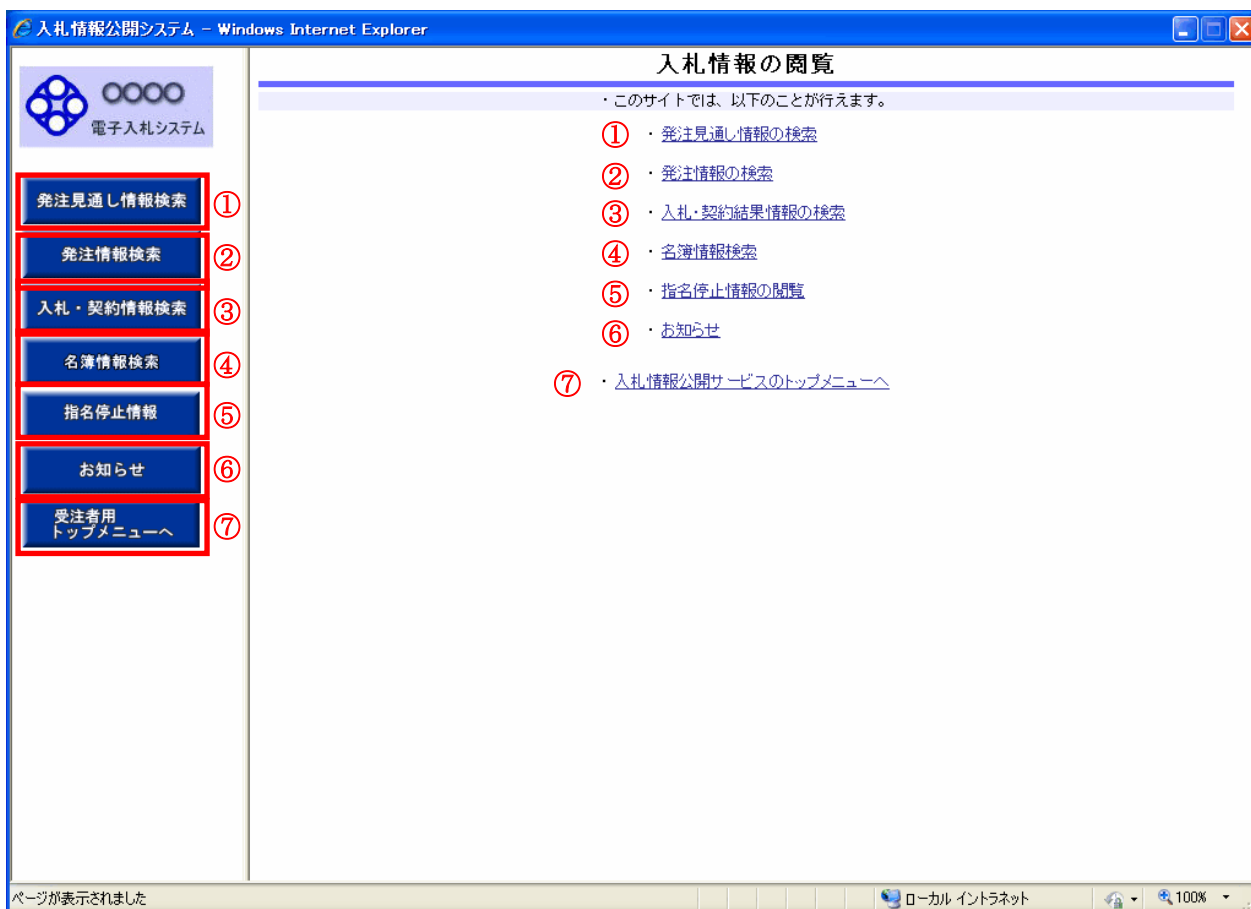 入札情報公開システム - Windows Internet Explorer
〇〇〇〇
電子入札システム
発注見通し情報検索 ①
発注情報検索 ②
入札・契約情報検索 ③
名簿情報検索 ④
指名停止情報 ⑤
お知らせ ⑥
受注者用
トップメニューへ ⑦
入札情報の閲覧
・このサイトでは、以下のことが行えます。
① ・発注見通し情報の検索
② ・発注情報の検索
③ ・入札・契約結果情報の検索
④ ・名簿情報検索
⑤ ・指名停止情報の閲覧
⑥ ・お知らせ
⑦ ・入札情報公開サービスのトップメニューへ
ページが表示されました
ローカル イントラネット
100%